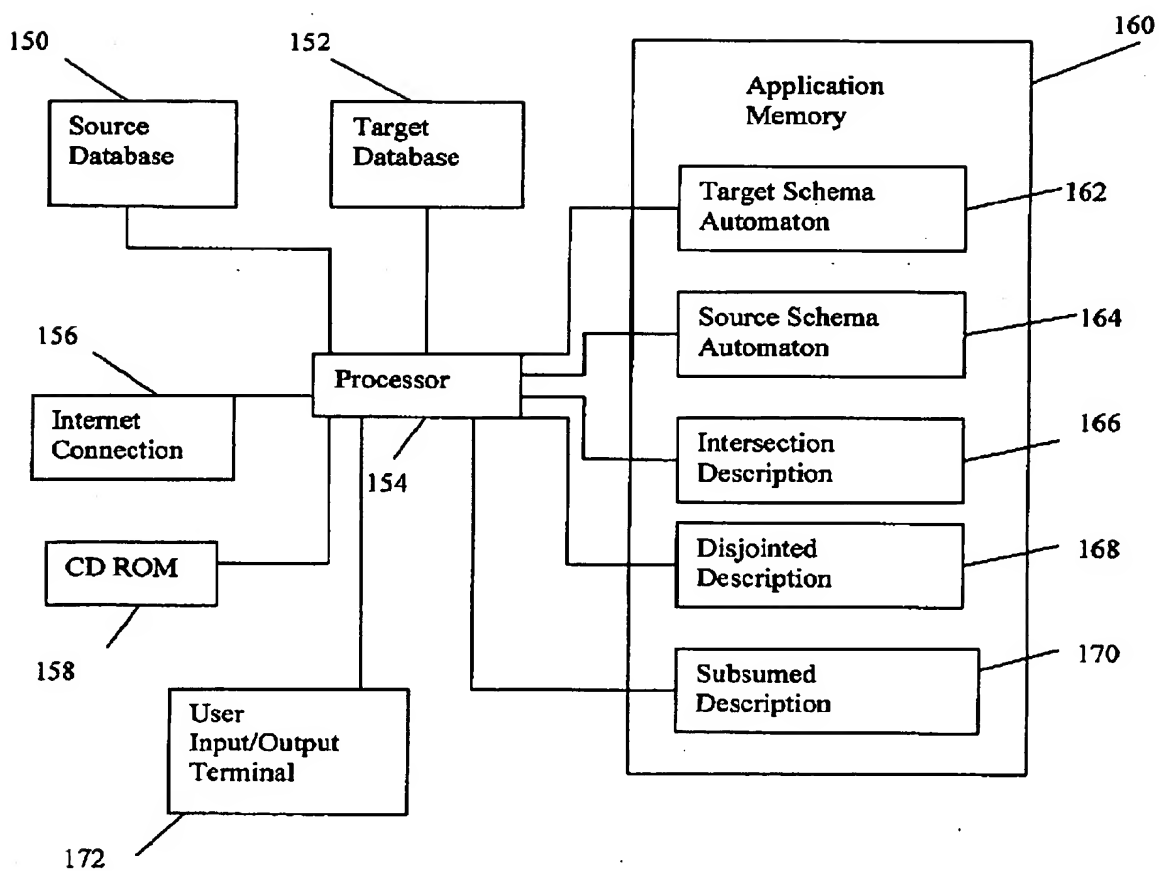 150
152
160
Source
Database
Target
Database
Application
Memory
Target Schema
Automaton
162
Source Schema
Automaton
164
156
Processor
Internet
Connection
154
Intersection
Description
166
CD ROM
Disjointed
Description
168
158
Subsumed
Description
170
User
Input/Output
Terminal
172